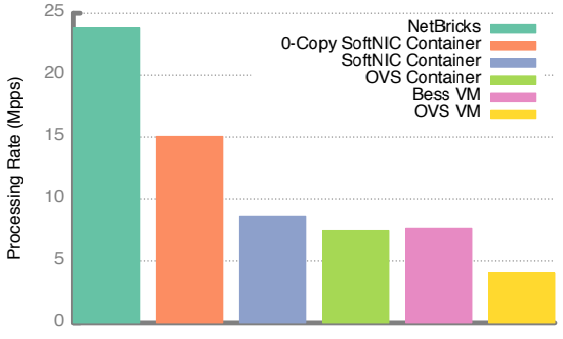 25
20
15
10
5
0
Processing Rate (Mpps)
NetBricks
0-Copy SoftNIC Container
SoftNIC Container
OVS Container
Bess VM
OVS VM